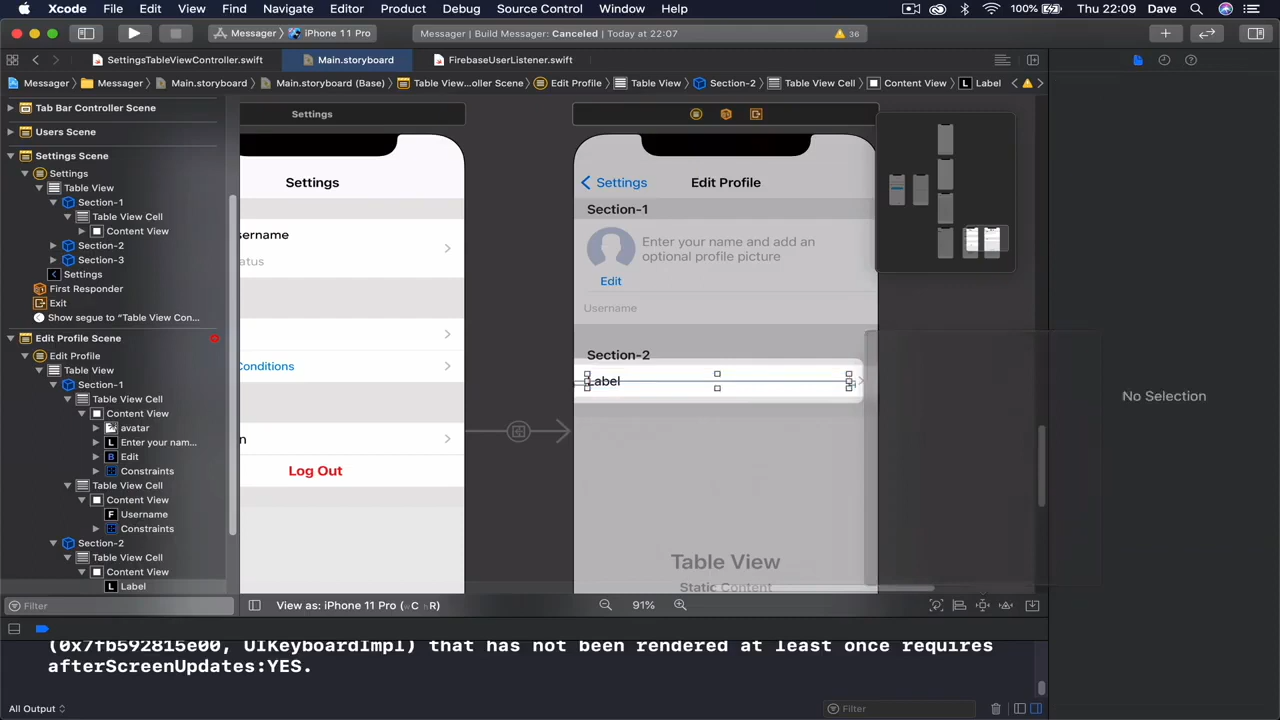 Xcode File Edit View Find Navigate Editor Product Debug Source Control Window Help 100% Thu 22:09 Dave
Messager iPhone 11 Pro Messager | Build Messager: Canceled | Today at 22:07 36
SettingsTableViewController.swift Main.storyboard FirebaseUserListener.swift
Messager Messager Main.storyboard Main.storyboard (Base) Table View...oller Scene Edit Profile Table View Section-2 Table View Cell Content View L Label
Tab Bar Controller Scene
Users Scene
Settings Scene
Settings
Table View
Section-1
Table View Cell
Content View
Section-2
Section-3
Settings
First Responder
Exit
Show segue to “Table View Con...
Edit Profile Scene
Edit Profile
Table View
Section-1
Table View Cell
Content View
avatar
L Enter your nam...
B Edit
Constraints
Table View Cell
Content View
F Username
Constraints
Section-2
Table View Cell
Content View
L Label
Filter
Settings
Settings
sername
tatus
Conditions
n
Log Out
Settings Edit Profile
Section-1
Enter your name and add an
optional profile picture
Edit
Username
Section-2
Label
Table View
Static Content
No Selection
View as: iPhone 11 Pro (⌀C ⌀R)
91%
(0x7fb592815e00, UIKeyboardImpl) that has not been rendered at least once requires
afterScreenUpdates:YES.
All Output Filter